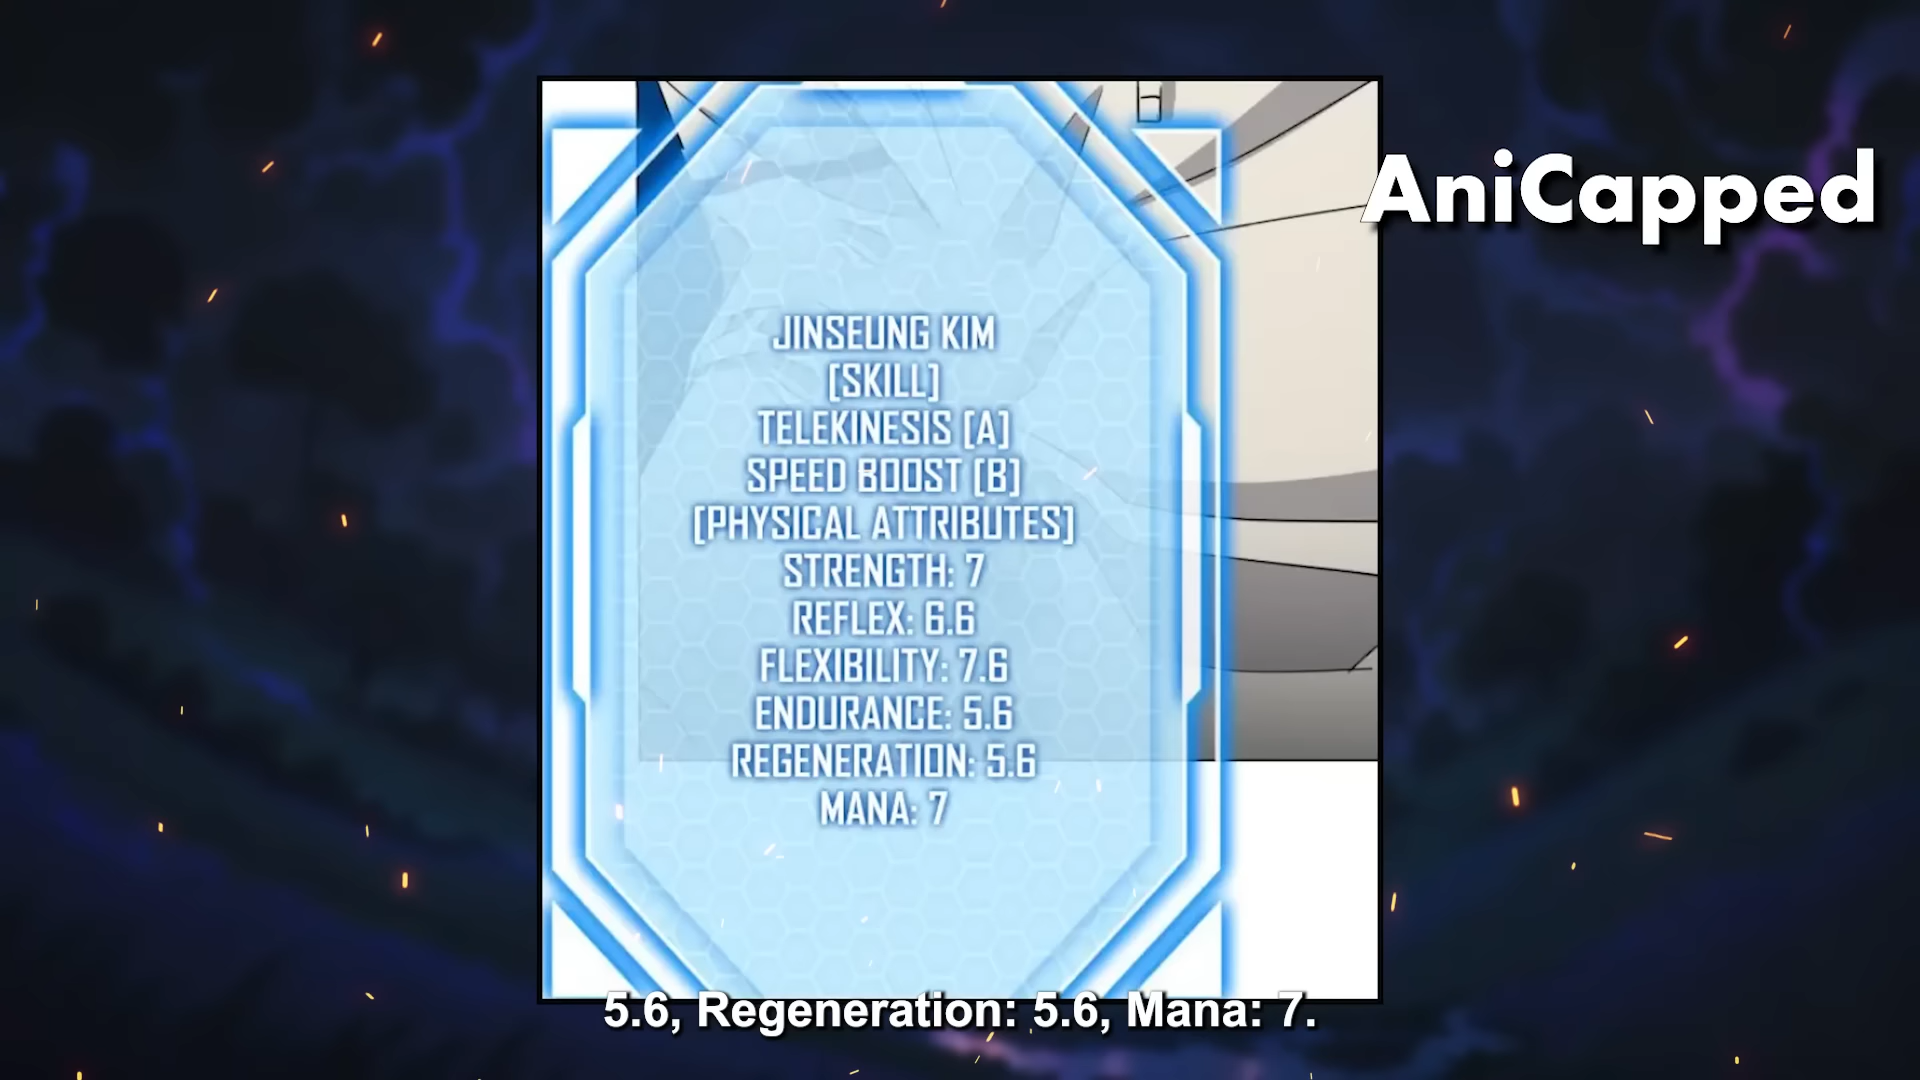 AniCapped
JINSEUNG KIM
[SKILL]
TELEKINESIS [A]
SPEED BOOST [B]
[PHYSICAL ATTRIBUTES]
STRENGTH: 7
REFLEX: 6.6
FLEXIBILITY: 7.6
ENDURANCE: 5.6
REGENERATION: 5.6
MANA: 7
5.6, Regeneration: 5.6, Mana: 7.